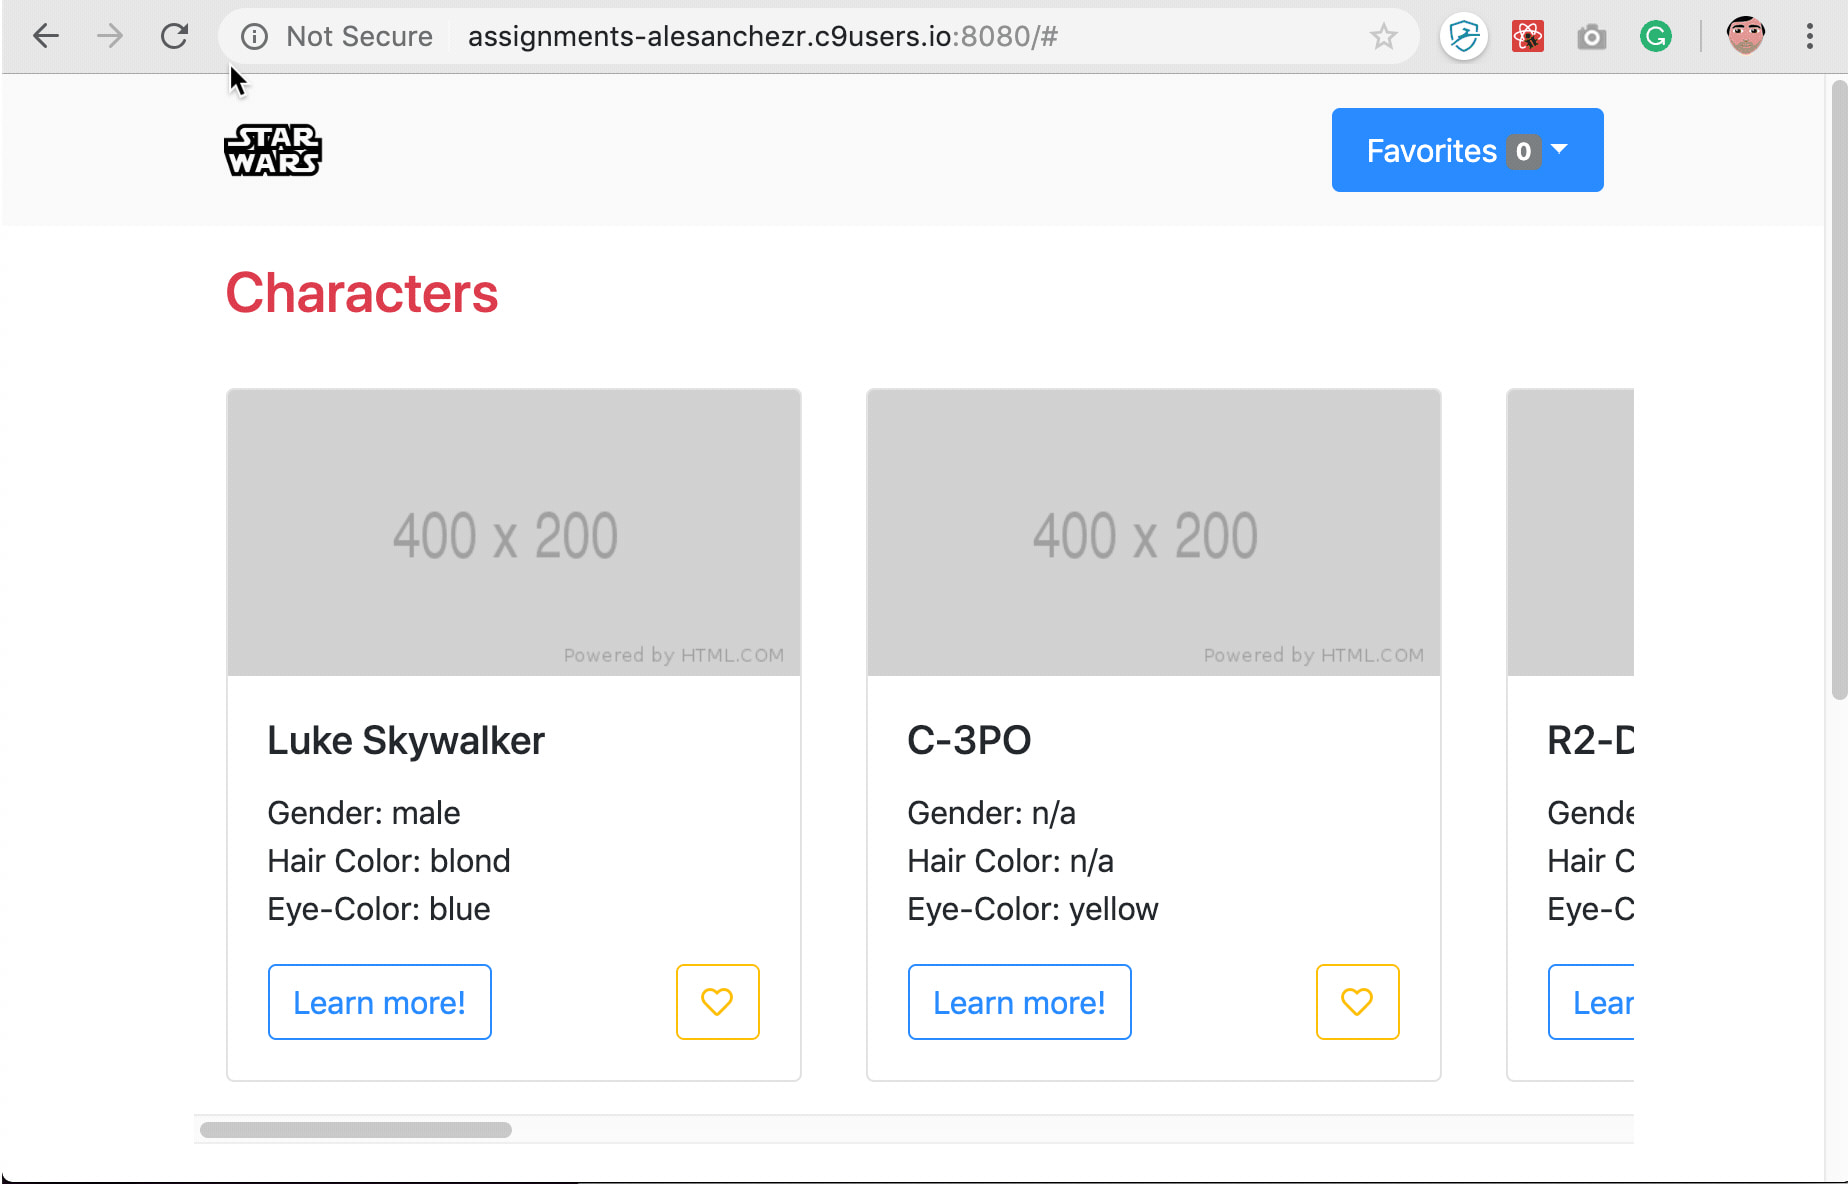 Not Secure assignments-alesanchezr.c9users.io:8080/#
STAR
WARS
Favorites 0
Characters
400 x 200
Powered by HTML.COM
400 x 200
Powered by HTML.COM
Luke Skywalker
Gender: male
Hair Color: blond
Eye-Color: blue
Learn more!
C-3PO
Gender: n/a
Hair Color: n/a
Eye-Color: yellow
Learn more!
R2-D
Gende
Hair C
Eye-C
Lear